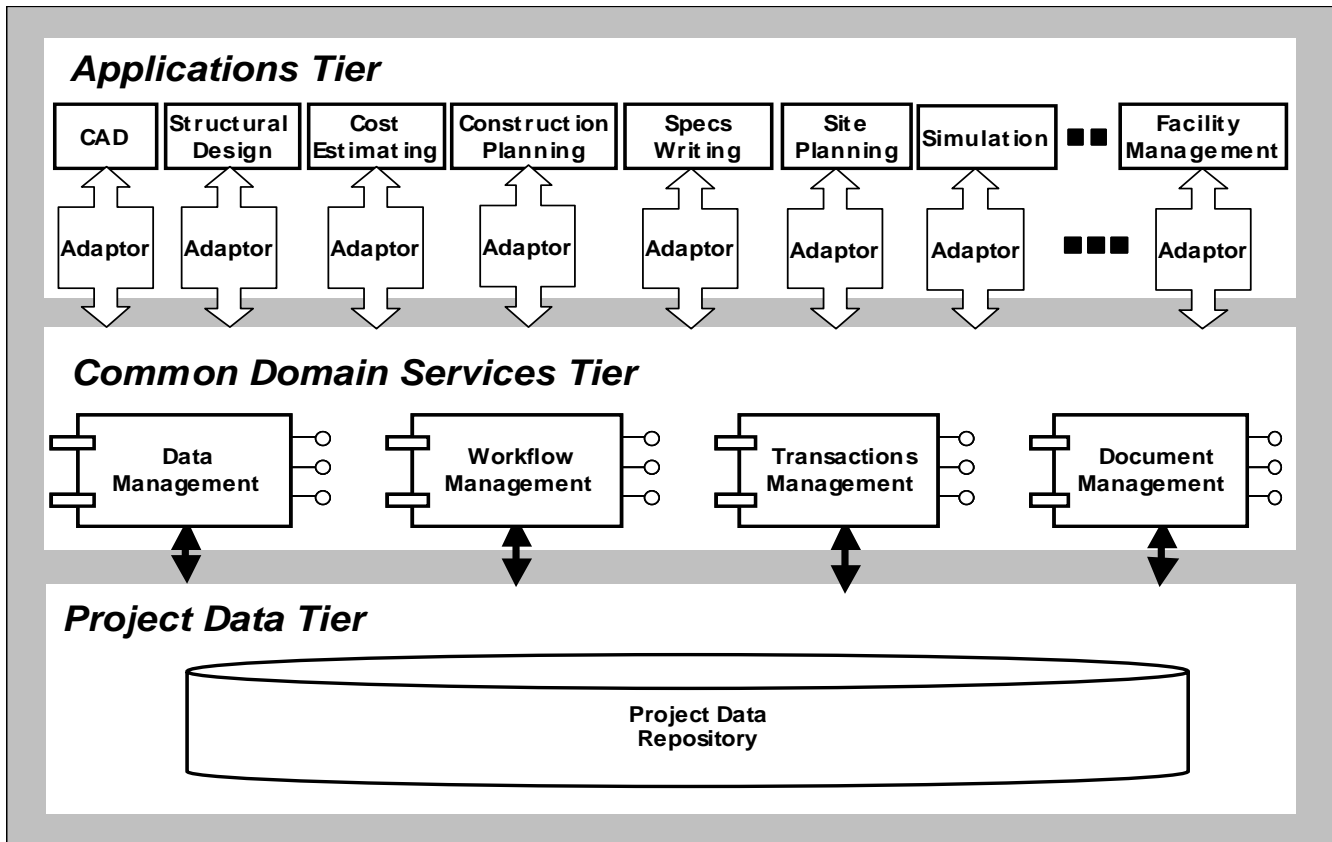 Applications Tier
CAD
Structural
Design
Cost
Estimating
Construction
Planning
Specs
Writing
Site
Planning
Simulation
Facility
Management
Adaptor
Adaptor
Adaptor
Adaptor
Adaptor
Adaptor
Adaptor
Adaptor
Common Domain Services Tier
Data
Management
Workflow
Management
Transactions
Management
Document
Management
Project Data Tier
Project Data
Repository